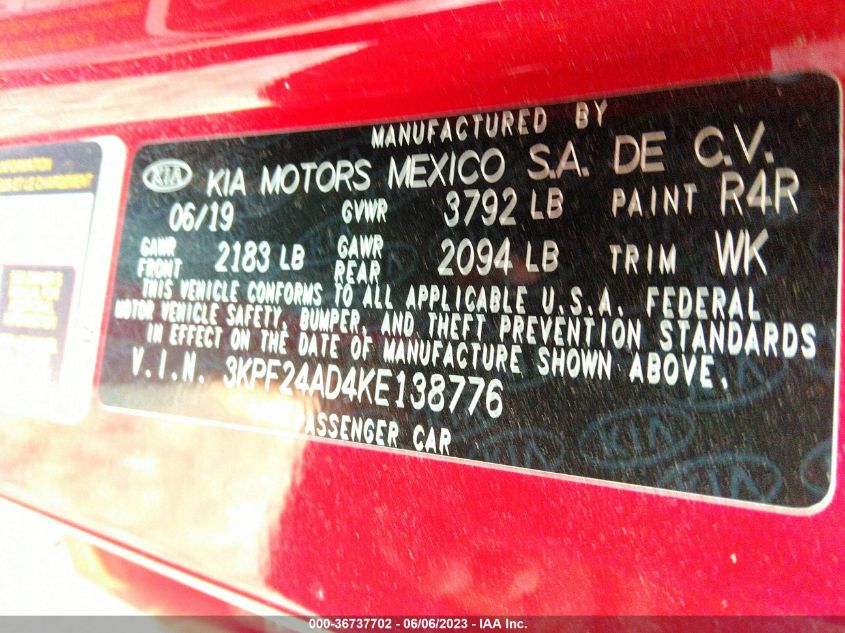 MANUFACTURED BY
KIA KIA MOTORS MEXICO S.A. DE C.V.
06/19 GVWR 3792 LB PAINT R4R
GAWR FRONT 2183 LB GAWR REAR 2094 LB TRIM WK
THIS VEHICLE CONFORMS TO ALL APPLICABLE U.S.A. FEDERAL
MOTOR VEHICLE SAFETY, BUMPER, AND THEFT PREVENTION STANDARDS
IN EFFECT ON THE DATE OF MANUFACTURE SHOWN ABOVE.
V.I.N. 3KPF24AD4KE138776
PASSENGER CAR
000-36737702 - 06/06/2023 - IAA Inc.